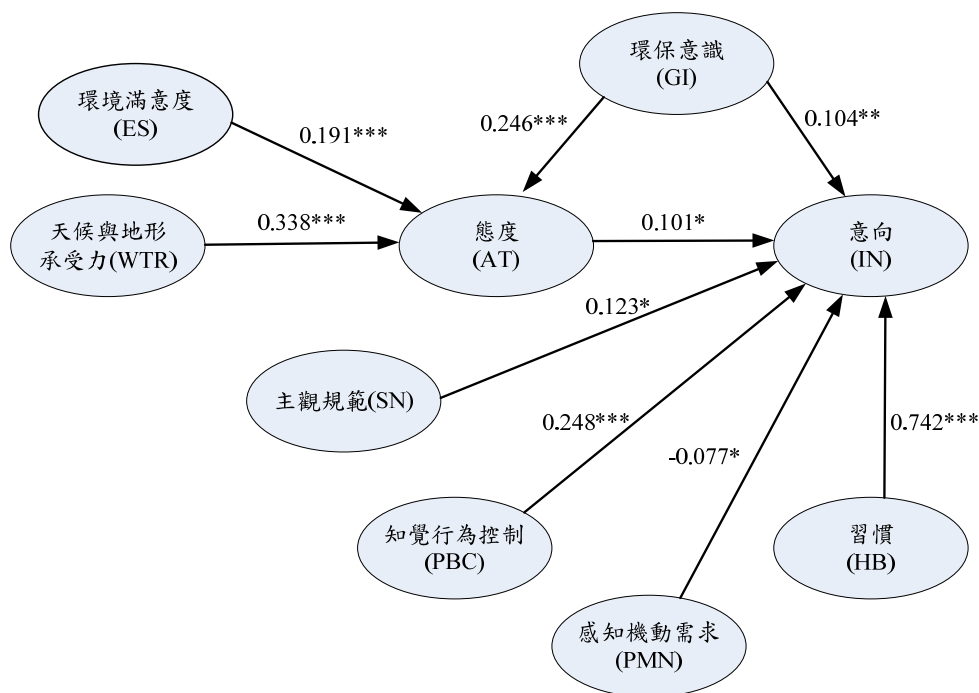 環保意識
(GI)
環境滿意度
(ES)
0.191***
0.246***
0.104**
天候與地形
承受力(WTR)
0.338***
態度
(AT)
0.101*
意向
(IN)
0.123*
主觀規範(SN)
0.248***
-0.077*
0.742***
知覺行為控制
(PBC)
習慣
(HB)
感知機動需求
(PMN)